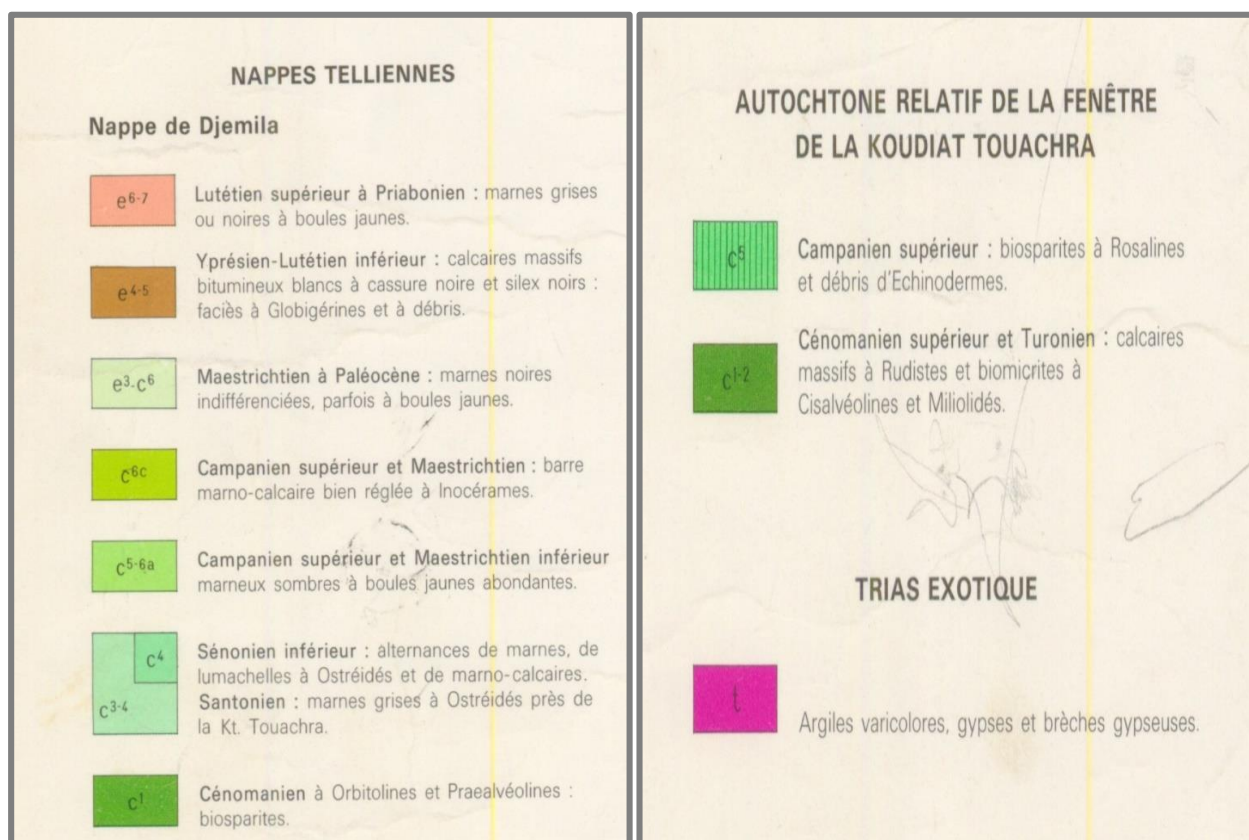 NAPPES TELLIENNES
Nappe de Djemila
e6-7
Lutétien supérieur à Priabonien : marnes grises
ou noires à boules jaunes.
e4-5
Yprésien-Lutétien inférieur : calcaires massifs
bitumineux blancs à cassure noire et silex noirs :
faciès à Globigérines et à débris.
e3-c6
Maestrichtien à Paléocène : marnes noires
indifférenciées, parfois à boules jaunes.
c6c
Campanien supérieur et Maestrichtien : barre
marno-calcaire bien réglée à Inocérames.
c5-6a
Campanien supérieur et Maestrichtien inférieur
marneux sombres à boules jaunes abondantes.
c4
c3-4
Sénonien inférieur : alternances de marnes, de
lumachelles à Ostréidés et de marno-calcaires.
Santonien : marnes grises à Ostréidés près de
la Kt. Touachra.
c1
Cénomanien à Orbitolines et Praealvéolines :
biosparites.
AUTOCHTONE RELATIF DE LA FENÊTRE
DE LA KOUDIAT TOUACHRA
c5
Campanien supérieur : biosparites à Rosalines
et débris d'Echinodermes.
c1-2
Cénomanien supérieur et Turonien : calcaires
massifs à Rudistes et biomicrites à
Cisalvéolines et Miliolidés.
TRIAS EXOTIQUE
t
Argiles varicolores, gypses et brèches gypseuses.